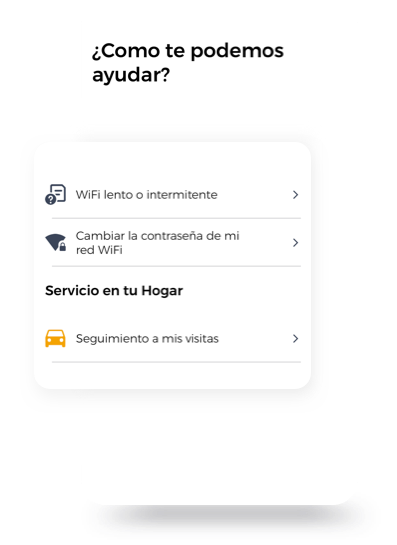 ¿Como te podemos
ayudar?
WiFi lento o intermitente
Cambiar la contraseña de mi
red WiFi
Servicio en tu Hogar
Seguimiento a mis visitas